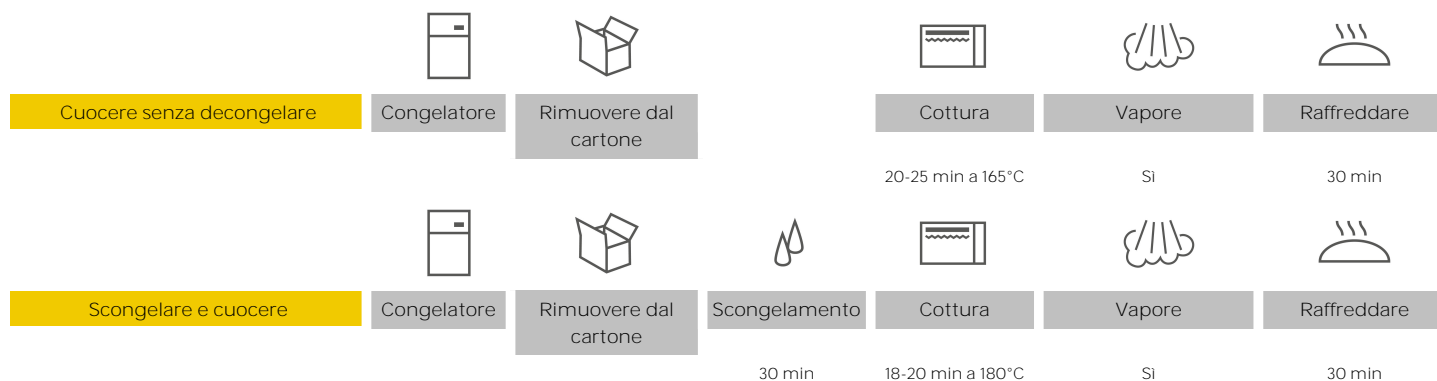 Cuocere senza decongelare Congelatore Rimuovere dal Cottura Vapore Raffreddare
cartone
20-25 min a 165°C Sì 30 min
Scongelare e cuocere Congelatore Rimuovere dal Scongelamento Cottura Vapore Raffreddare
cartone
30 min 18-20 min a 180°C Sì 30 min